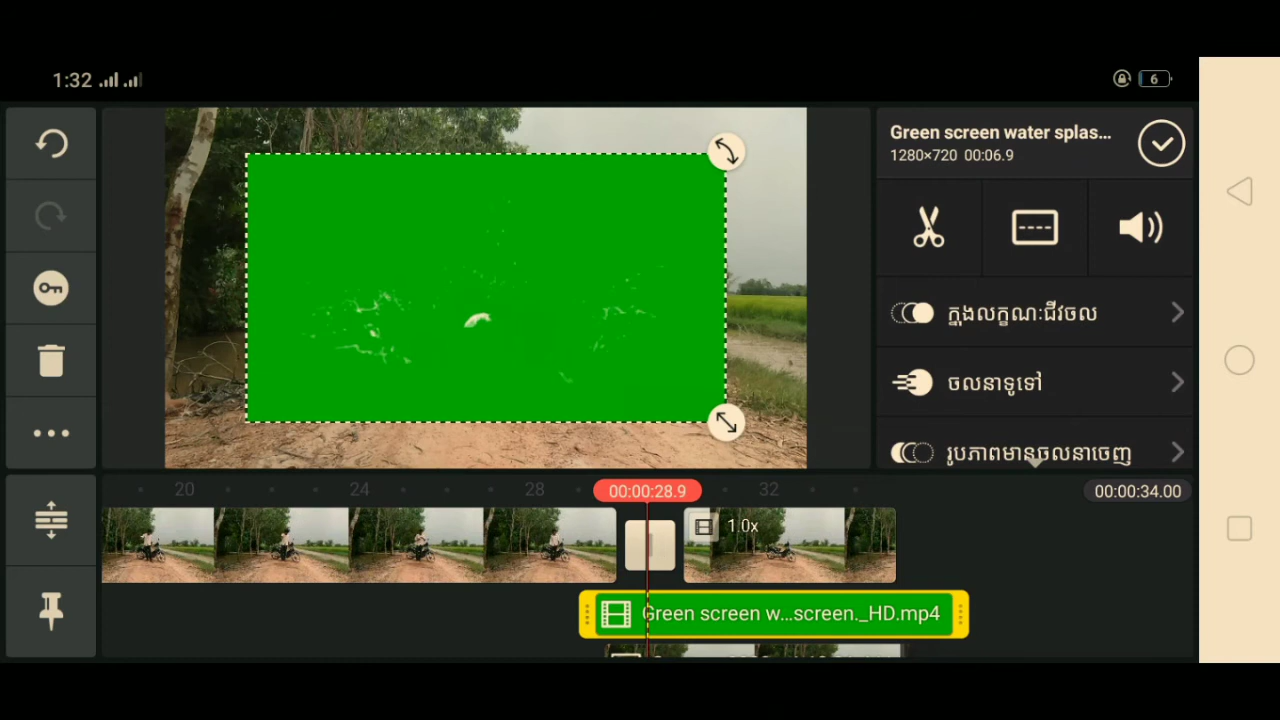 1:32
6
Green screen water splas...
1280×720 00:06.9
ក្នុងលក្ខណៈជីវចល
ចលនាទូទៅ
រូបភាពមានចលនាចេញ
20
24
28
00:00:28.9
32
00:00:34.00
1.0x
Green screen w...screen._HD.mp4